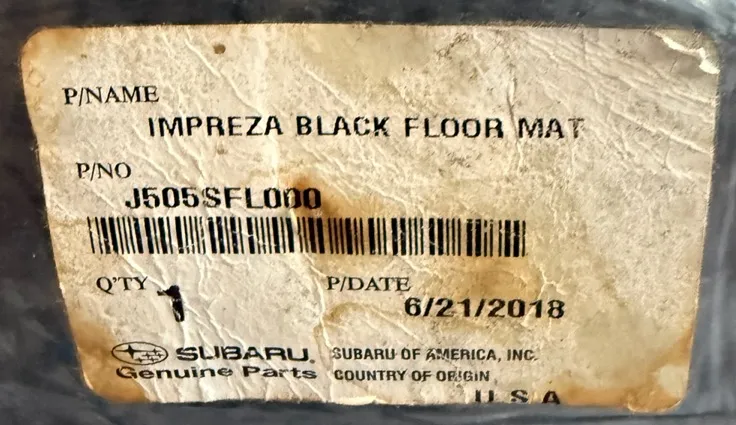 P/NAME
IMPREZA BLACK FLOOR MAT
P/NO
J505SFL000
Q'TY 1 P/DATE
6/21/2018
SUBARU. SUBARU OF AMERICA, INC.
Genuine Parts COUNTRY OF ORIGIN
U S A